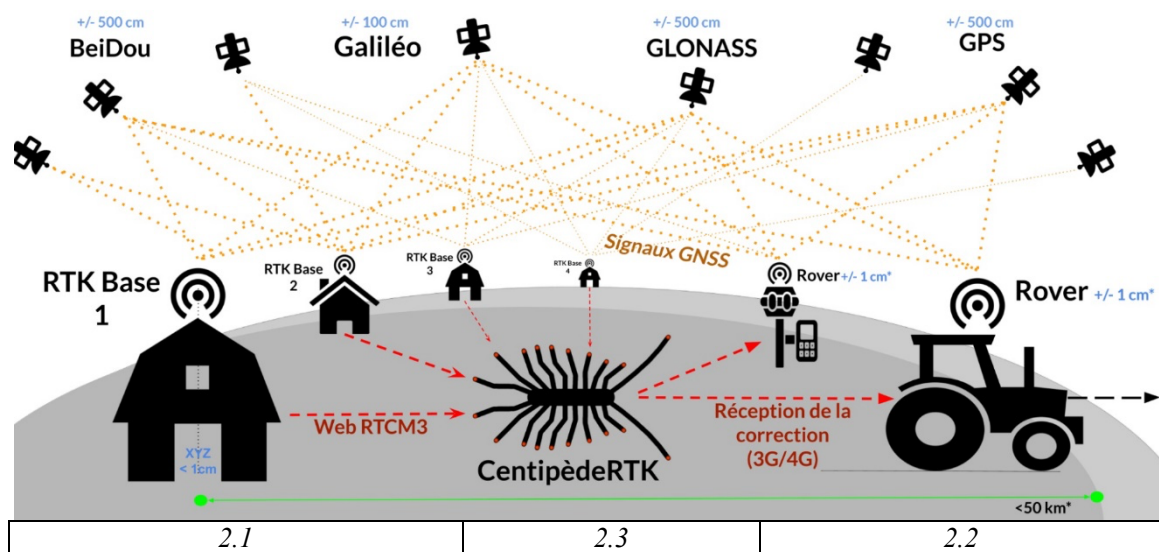 +/- 500 cm
BeiDou
+/- 100 cm
Galiléo
+/- 500 cm
GLONASS
+/- 500 cm
GPS
Signaux GNSS
RTK Base
1
RTK Base
2
RTK Base
3
RTK Base
4
Rover +/- 1 cm*
Rover +/- 1 cm*
XYZ
< 1cm
Web RTCM3
CentipèdeRTK
Réception de la
correction
(3G/4G)
<50 km*
2.1
2.3
2.2